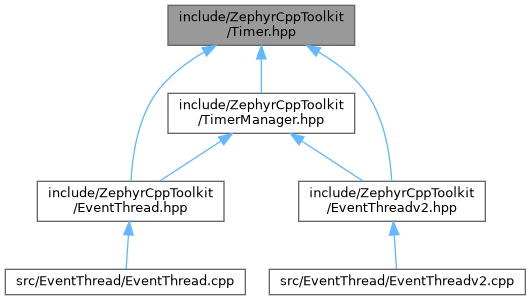 include/ZephyrCppToolkit
/Timer.hpp
include/ZephyrCppToolkit
/TimerManager.hpp
include/ZephyrCppToolkit
/EventThread.hpp
include/ZephyrCppToolkit
/EventThreadv2.hpp
src/EventThread/EventThread.cpp
src/EventThread/EventThreadv2.cpp